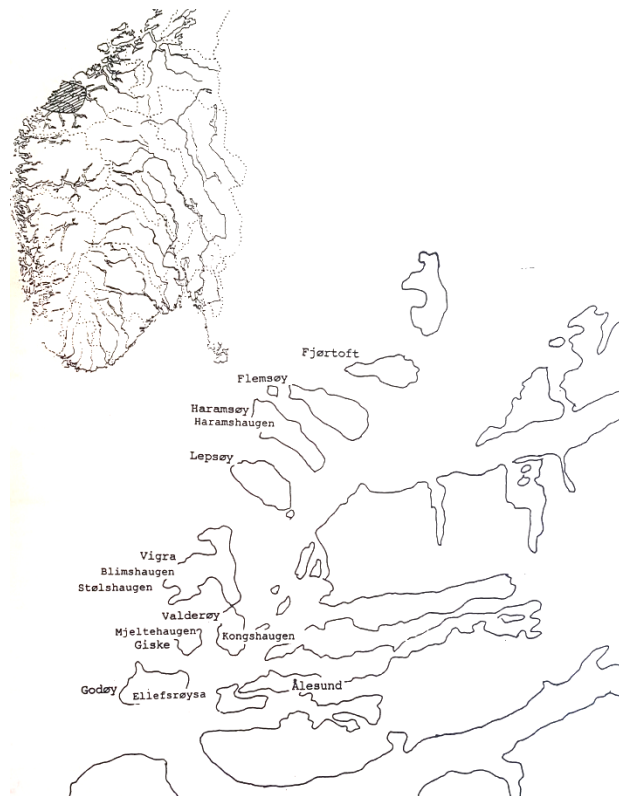 Fjørtoft
Flemsøy
Haramsøy
Haramshaugen
Lepsøy
Vigra
Blimshaugen
Stølshaugen
Valderøy
Mjeltehaugen
Kongshaugen
Giske
Godøy
Ellefsrøysa
Ålesund